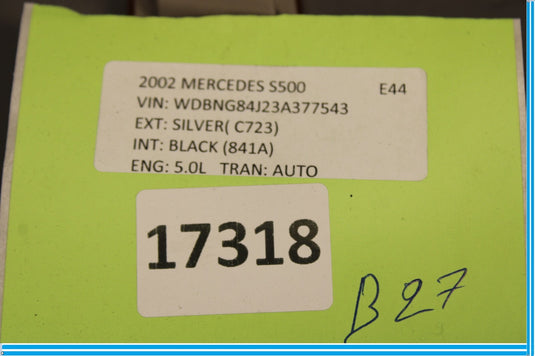 2002 MERCEDES S500 E44
VIN: WDBNG84J23A377543
EXT: SILVER( C723)
INT: BLACK (841A)
ENG: 5.0L TRAN: AUTO
17318
B27